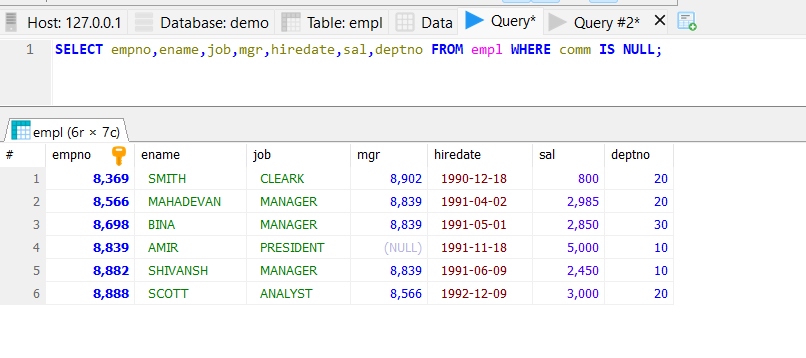 Host: 127.0.0.1 Database: demo Table: empl Data Query* Query #2*
1 SELECT empno,ename,job,mgr,hiredate,sal,deptno FROM empl WHERE comm IS NULL;
empl (6r × 7c)
# empno ename job mgr hiredate sal deptno
1 8,369 SMITH CLEARK 8,902 1990-12-18 800 20
2 8,566 MAHADEVAN MANAGER 8,839 1991-04-02 2,985 20
3 8,698 BINA MANAGER 8,839 1991-05-01 2,850 30
4 8,839 AMIR PRESIDENT (NULL) 1991-11-18 5,000 10
5 8,882 SHIVANSH MANAGER 8,839 1991-06-09 2,450 10
6 8,888 SCOTT ANALYST 8,566 1992-12-09 3,000 20